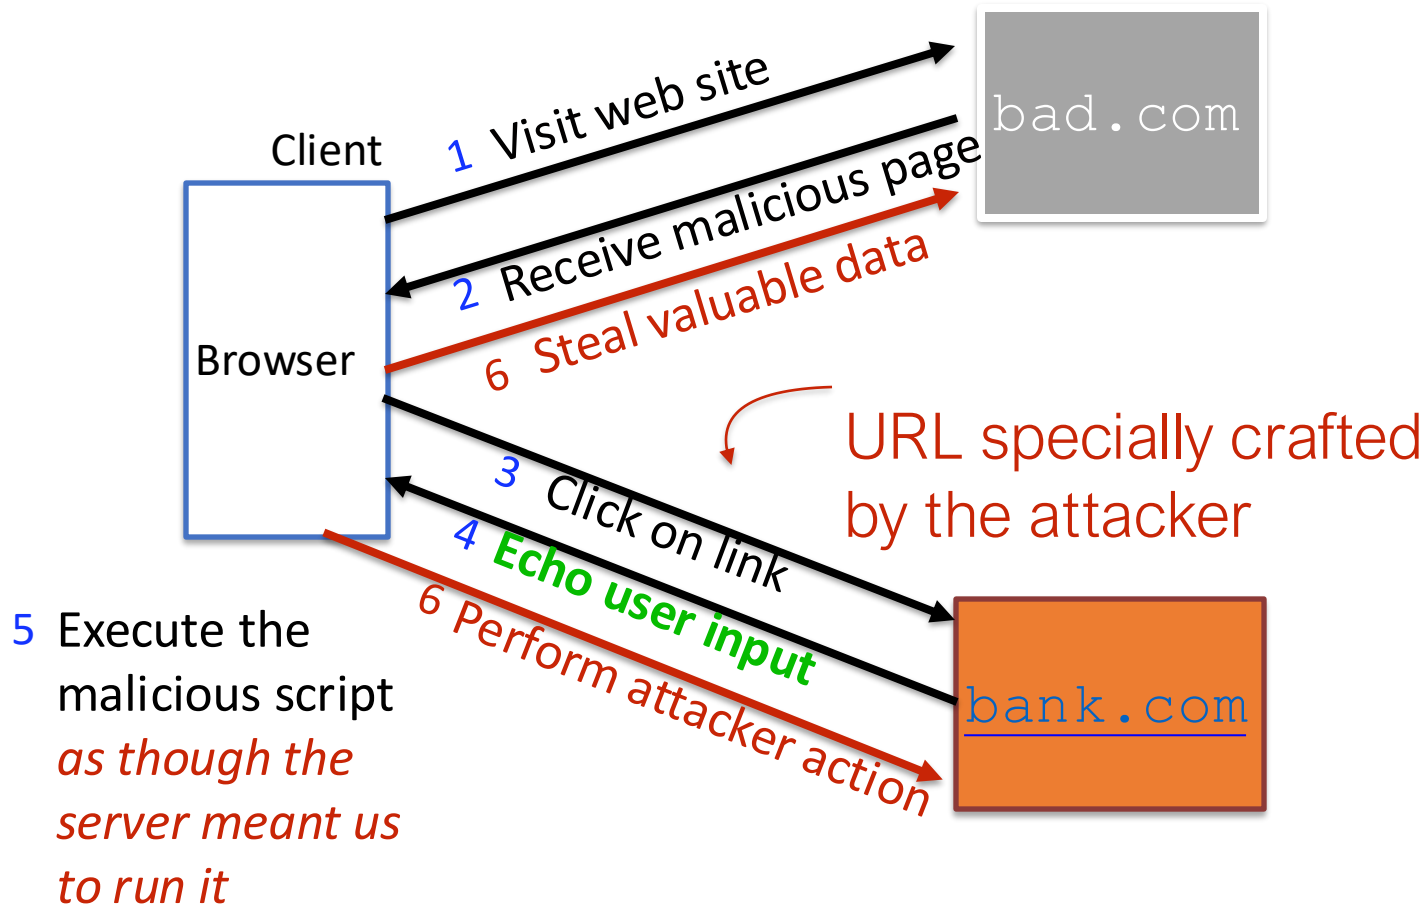 bad.com
1 Visit web site
Client
2 Receive malicious page
6 Steal valuable data
Browser
URL specially crafted
by the attacker
3 Click on link
4 Echo user input
6 Perform attacker action
bank.com
5 Execute the
malicious script
as though the
server meant us
to run it